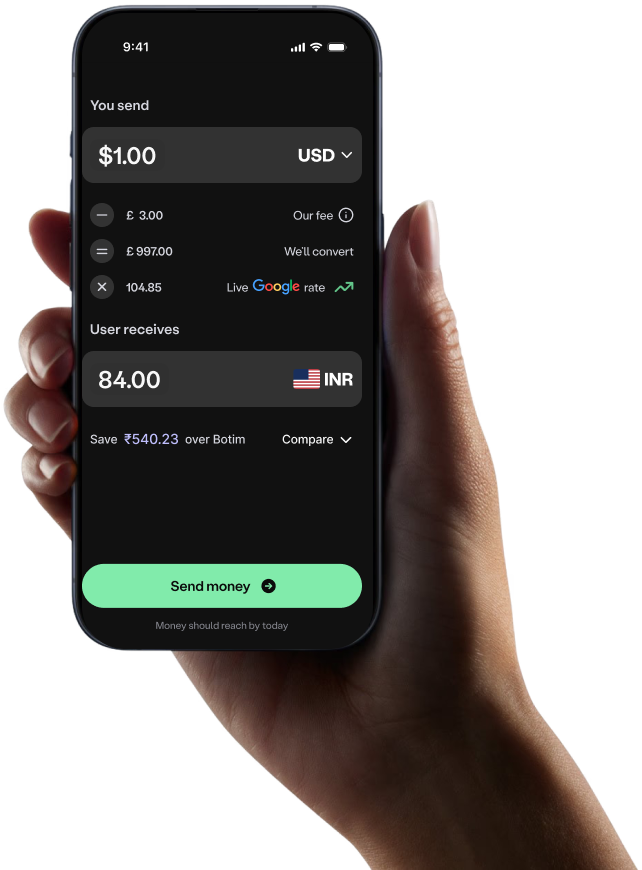 9:41
You send
$1.00 USD
£ 3.00 Our fee
£ 997.00 We'll convert
104.85 Live Google rate
User receives
84.00 INR
Save ₹540.23 over Botim Compare
Send money
Money should reach by today